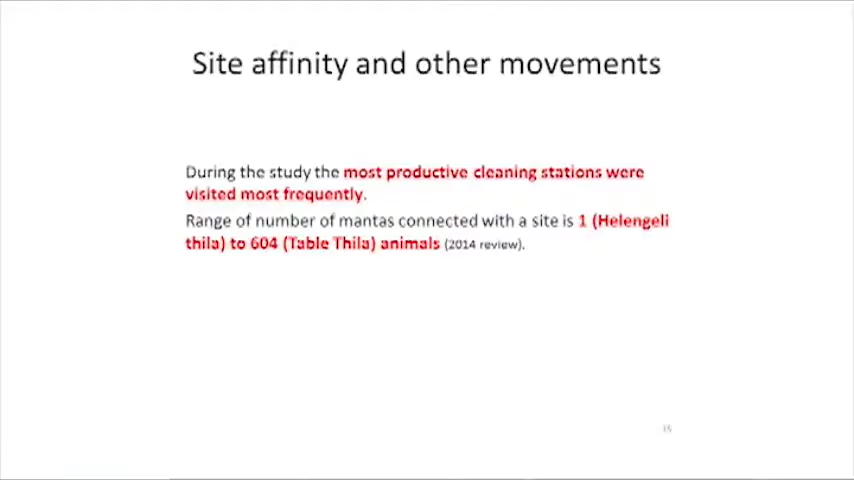 Site affinity and other movements
During the study the most productive cleaning stations were
visited most frequently.
Range of number of mantas connected with a site is 1 (Helengeli
thila) to 604 (Table Thila) animals (2014 review).